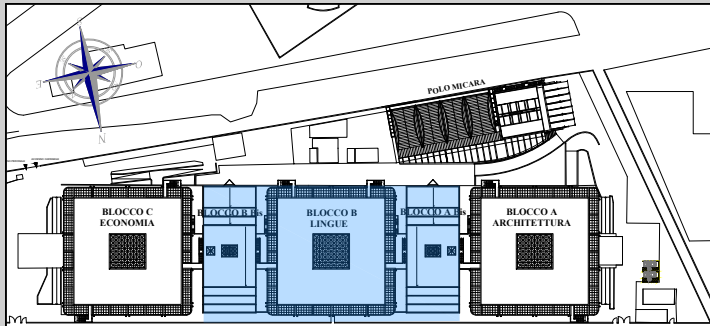 S
E
O
N
POLO MICARA
BLOCCO C
ECONOMIA
BLOCCO B Bis
BLOCCO B
LINGUE
BLOCCO A Bis
BLOCCO A
ARCHITETTURA